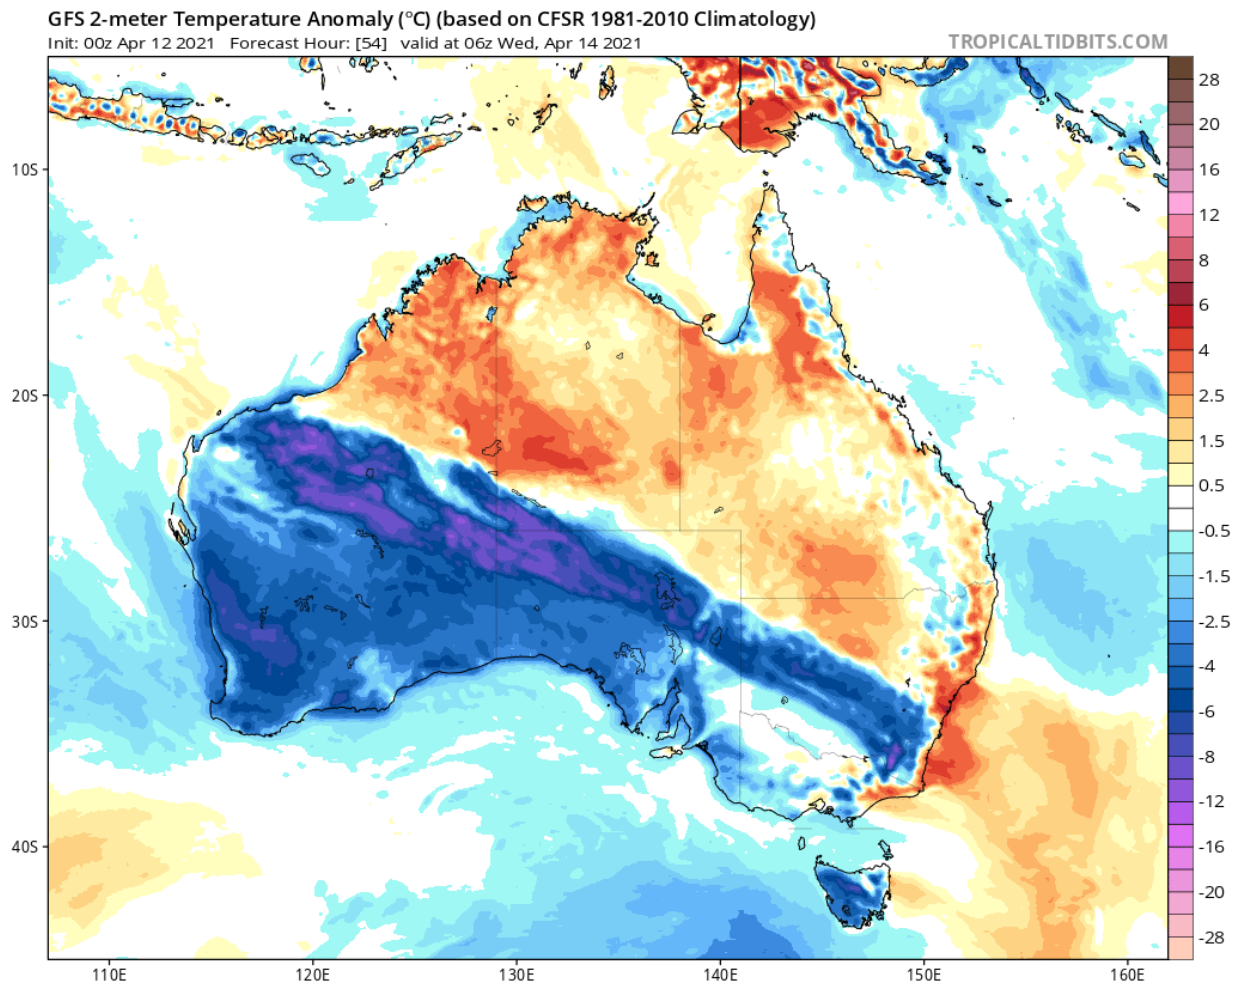 GFS 2-meter Temperature Anomaly (°C) (based on CFSR 1981-2010 Climatology)
Init: 00z Apr 12 2021 Forecast Hour: [54] valid at 06z Wed, Apr 14 2021
TROPICALTIDBITS.COM
10S
20S
30S
40S
110E
120E
130E
140E
150E
160E
28
20
16
12
8
6
4
2.5
1.5
0.5
-0.5
-1.5
-2.5
-4
-6
-8
-12
-16
-20
-28